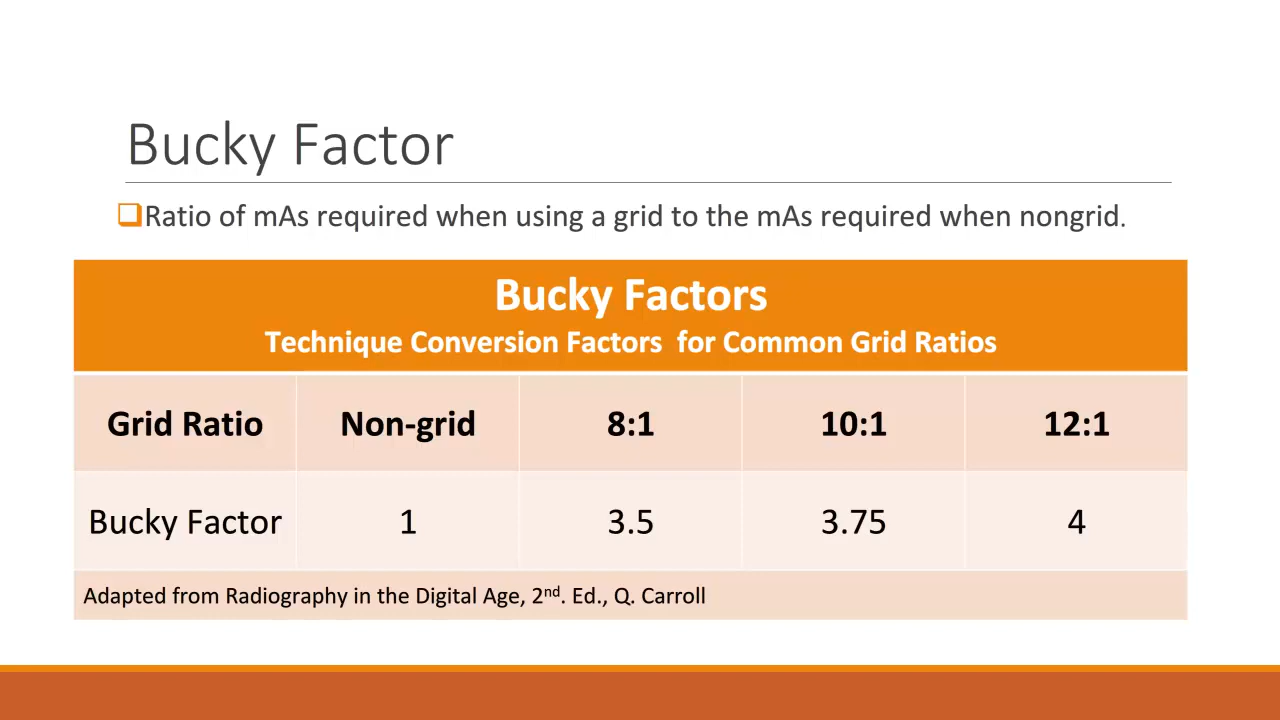 Bucky Factor
Ratio of mAs required when using a grid to the mAs required when nongrid.
Bucky Factors
Technique Conversion Factors for Common Grid Ratios
Grid Ratio Non-grid 8:1 10:1 12:1
Bucky Factor 1 3.5 3.75 4
Adapted from Radiography in the Digital Age, 2nd. Ed., Q. Carroll